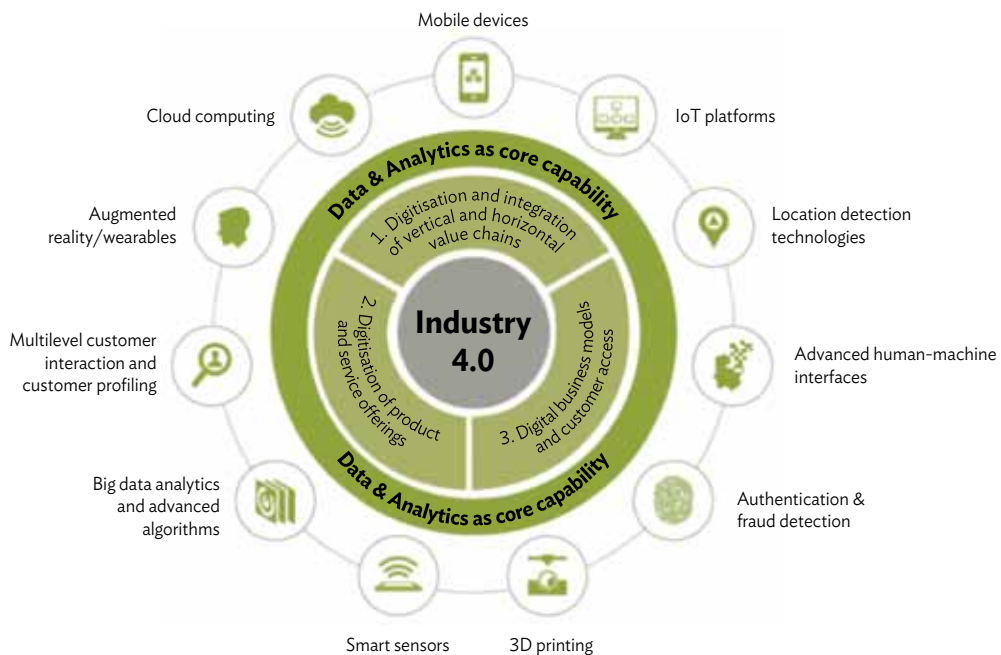 Mobile devices
Cloud computing
IoT platforms
Data & Analytics as core capability
1. Digitisation and integration
of vertical and horizontal
value chains
Augmented
reality/wearables
Location detection
technologies
Industry
4.0
2. Digitisation of product
and service offerings
3. Digital business models
and customer access
Multilevel customer
interaction and
customer profiling
Advanced human-machine
interfaces
Data & Analytics as core capability
Big data analytics
and advanced
algorithms
Authentication &
fraud detection
Smart sensors
3D printing